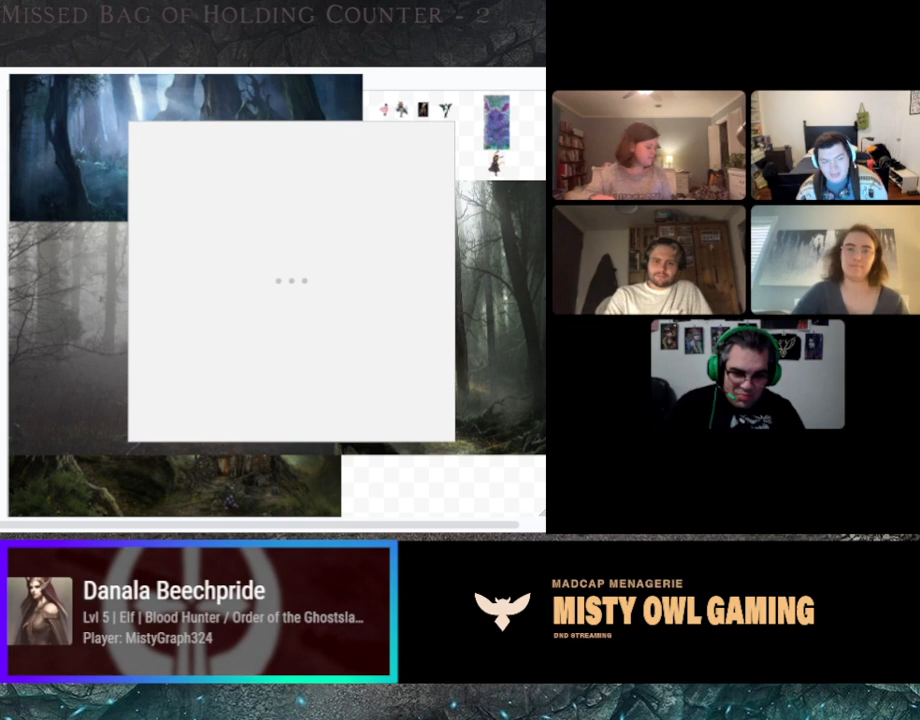 Missed Bag of Holding Counter - 2
Danala Beechpride
Lvl 5 | Elf | Blood Hunter / Order of the Ghostsla...
Player: MistyGraph324
MADCAP MENAGERIE
MISTY OWL GAMING
DND STREAMING